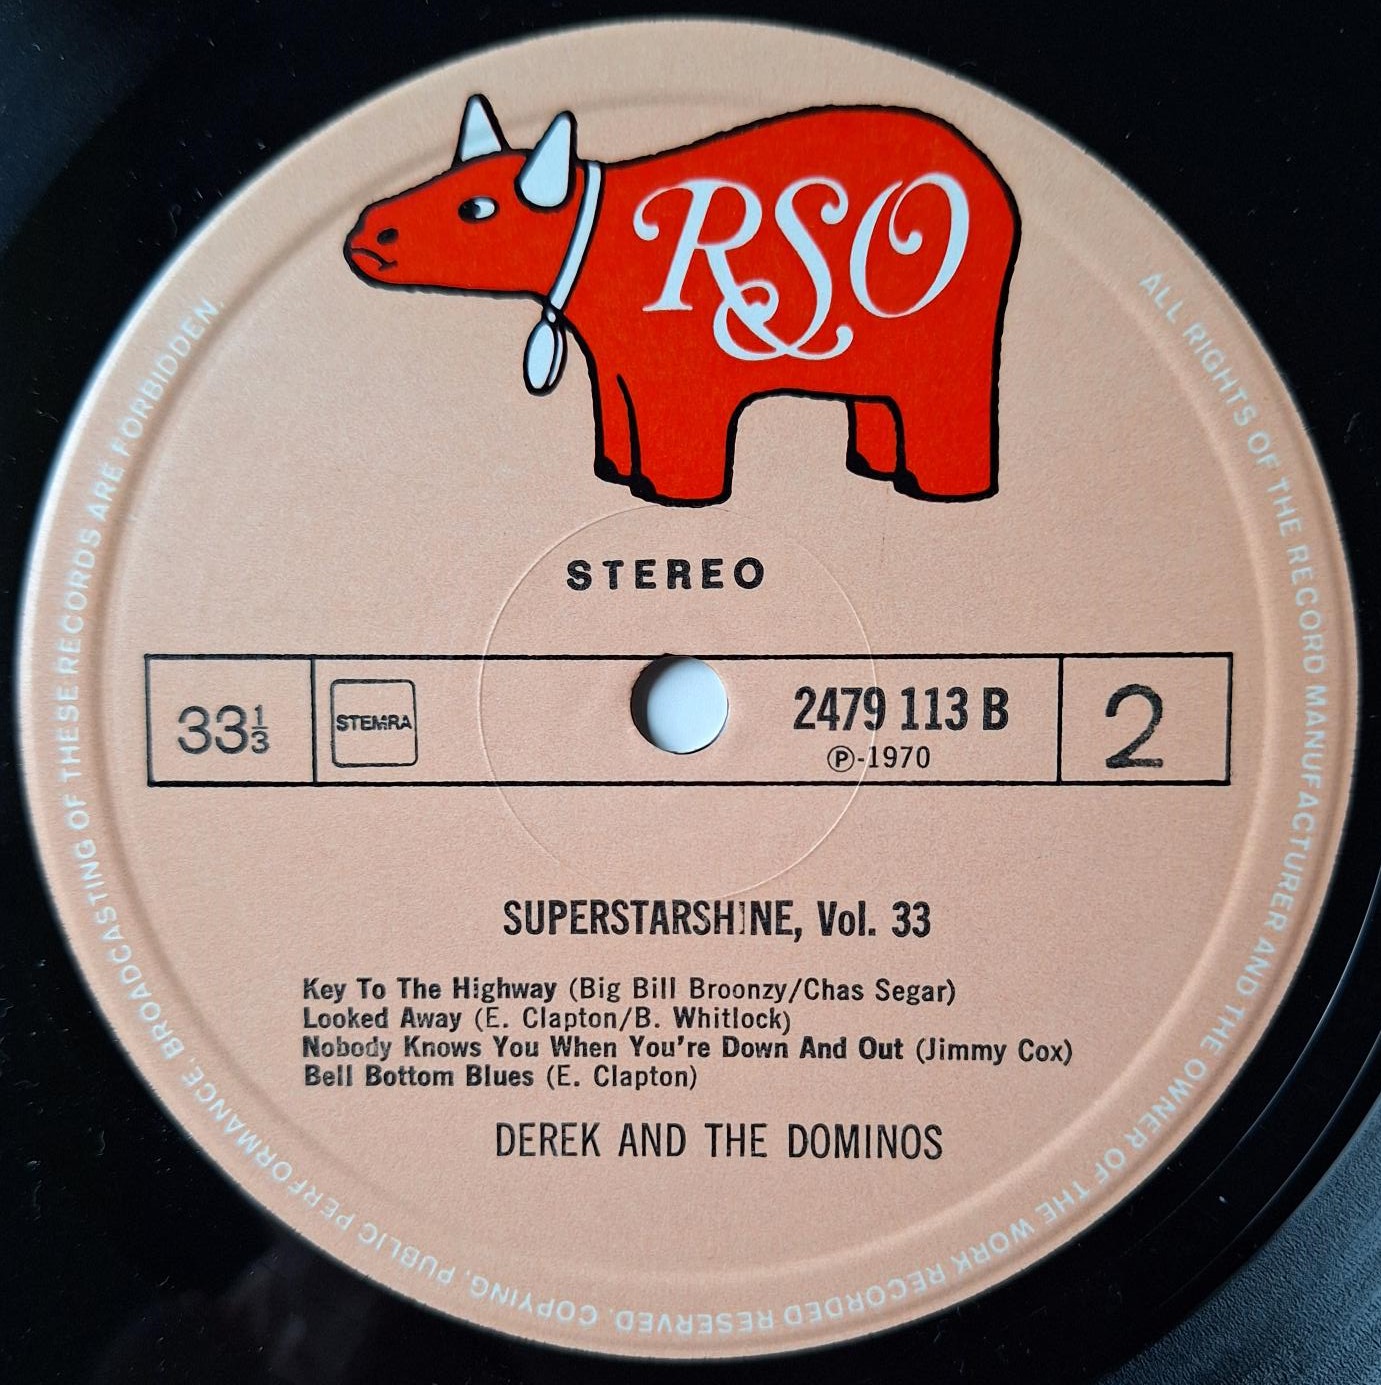 RSO
STEREO
33⅓
STEMRA
2479 113 B
Ⓟ-1970
2
SUPERSTARSHINE, Vol. 33
Key To The Highway (Big Bill Broonzy/Chas Segar)
Looked Away (E. Clapton/B. Whitlock)
Nobody Knows You When You're Down And Out (Jimmy Cox)
Bell Bottom Blues (E. Clapton)
DEREK AND THE DOMINOS
ALL RIGHTS OF THE RECORD MANUFACTURER AND OF THE OWNER OF THE WORK RECORDED RESERVED. COPYING, PUBLIC PERFORMANCE, BROADCASTING OF THESE RECORDS ARE FORBIDDEN.